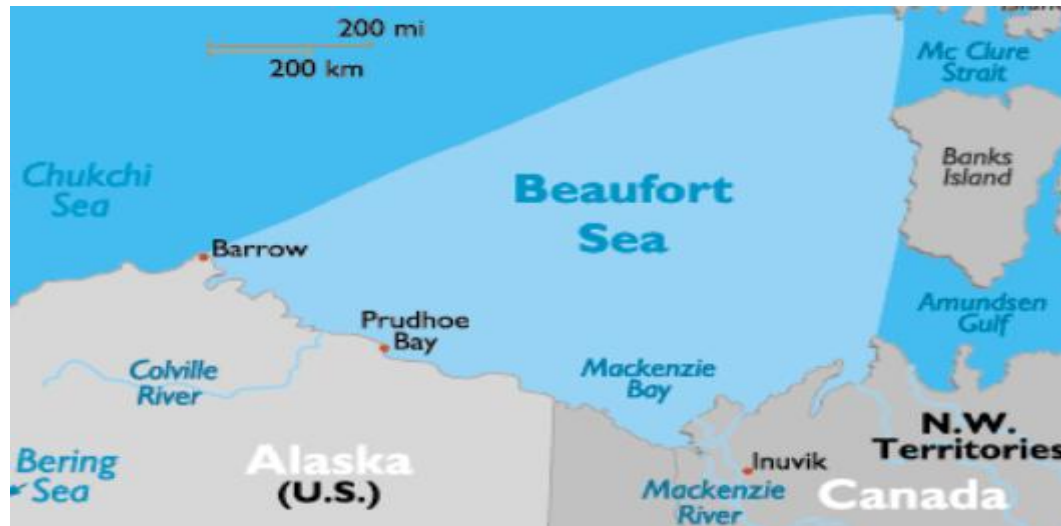 200 mi
200 km
Mc Clure
Strait
Banks
Island
Chukchi
Sea
Beaufort
Sea
Barrow
Amundsen
Gulf
Prudhoe
Bay
Colville
River
Mackenzie
Bay
N.W.
Territories
Bering
Sea
Alaska
(U.S.)
Inuvik
Mackenzie
River
Canada